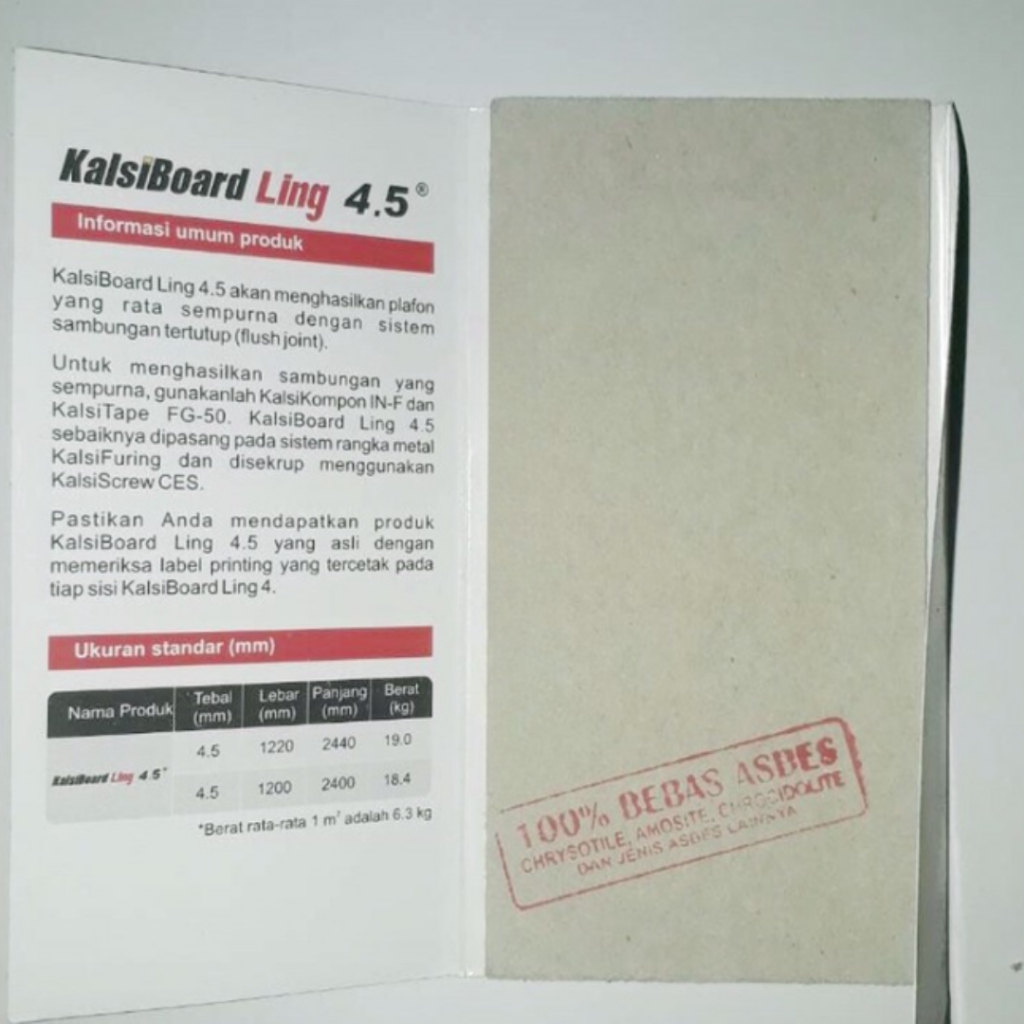 KalsiBoard Ling 4.5®
Informasi umum produk
KalsiBoard Ling 4.5 akan menghasilkan plafon
yang rata sempurna dengan sistem
sambungan tertutup (flush joint).
Untuk menghasilkan sambungan yang
sempurna, gunakanlah KalsiKompon IN-F dan
KalsiTape FG-50. KalsiBoard Ling 4.5
sebaiknya dipasang pada sistem rangka metal
KalsiFuring dan disekrup menggunakan
KalsiScrew CES.
Pastikan Anda mendapatkan produk
KalsiBoard Ling 4.5 yang asli dengan
memeriksa label printing yang tercetak pada
tiap sisi KalsiBoard Ling 4.
Ukuran standar (mm)
Nama Produk Tebal (mm) Lebar (mm) Panjang (mm) Berat (kg)
4.5 1220 2440 19.0
KalsiBoard Ling 4.5
4.5 1200 2400 18.4
*Berat rata-rata 1 m² adalah 6.3 kg
100% BEBAS ASBES
CHRYSOTILE, AMOSITE, CHROCIDOLITE
DAN JENIS ASBES LAINNYA